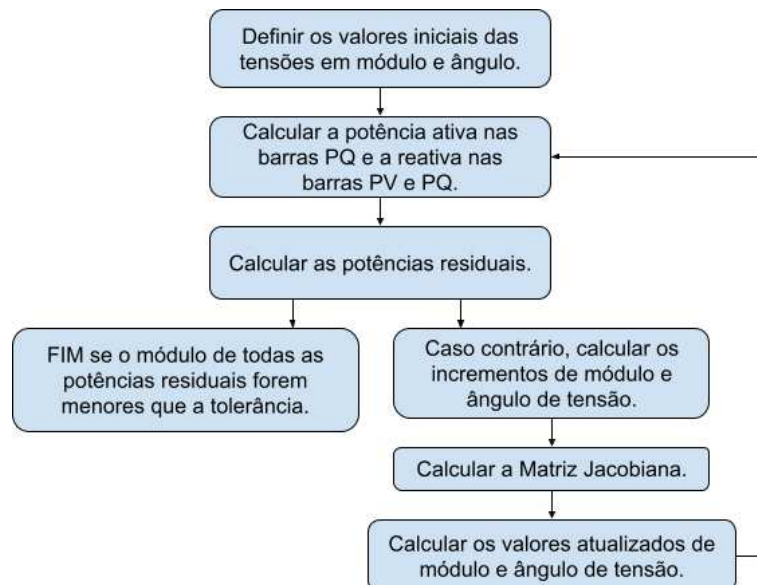 Definir os valores iniciais das
tensões em módulo e ângulo.
Calcular a potência ativa nas
barras PQ e a reativa nas
barras PV e PQ.
Calcular as potências residuais.
FIM se o módulo de todas as
potências residuais forem
menores que a tolerância.
Caso contrário, calcular os
incrementos de módulo e
ângulo de tensão.
Calcular a Matriz Jacobiana.
Calcular os valores atualizados de
módulo e ângulo de tensão.